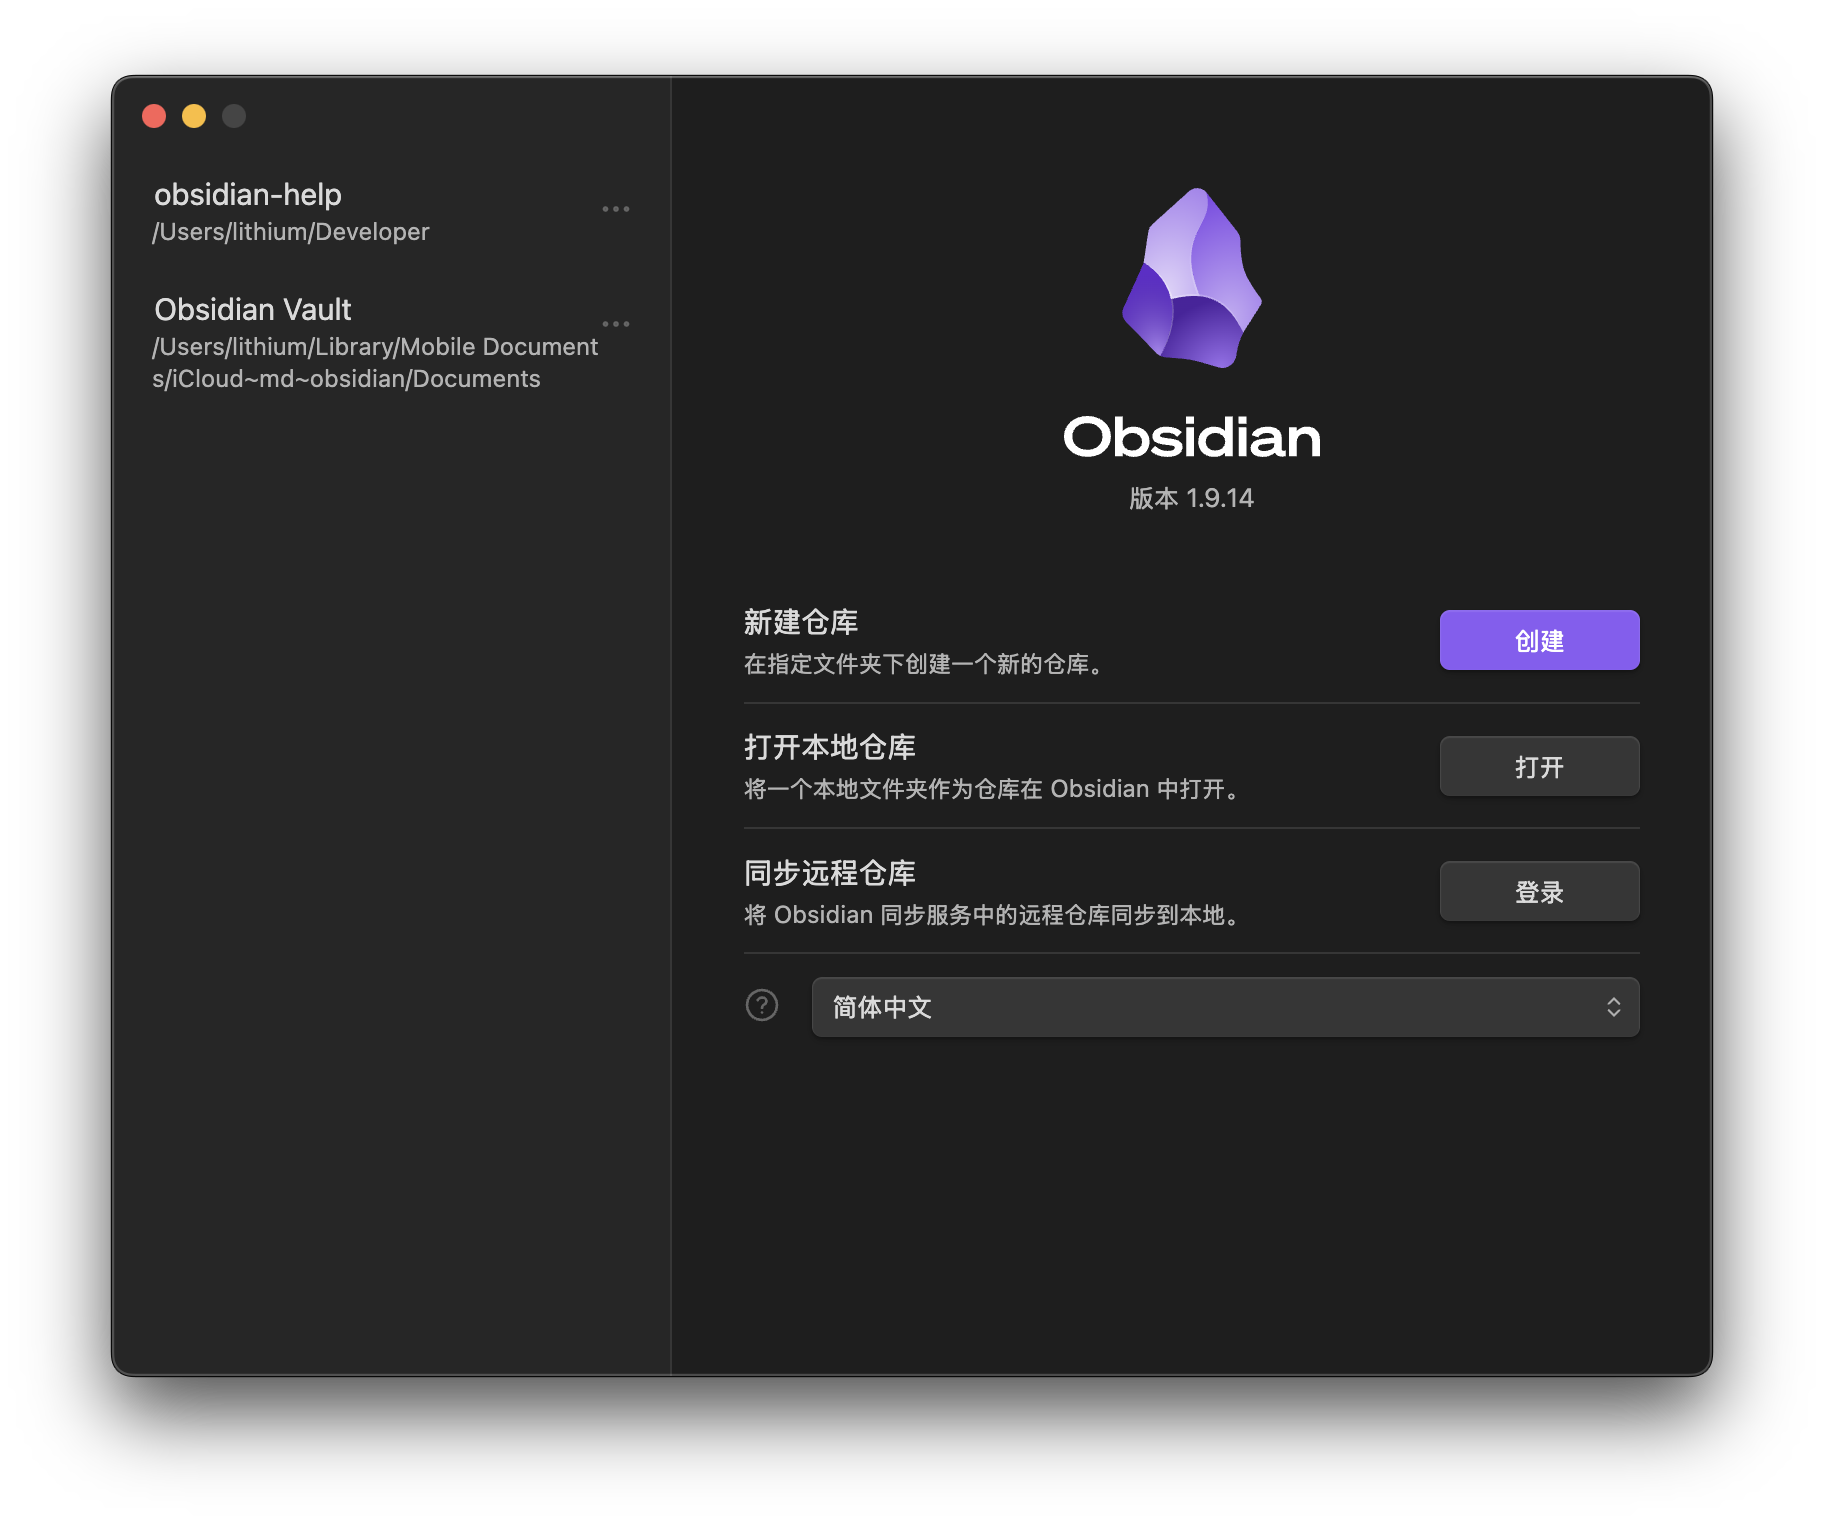 obsidian-help
/Users/lithium/Developer
Obsidian Vault
/Users/lithium/Library/Mobile Document
s/iCloud~md~obsidian/Documents
Obsidian
版本 1.9.14
新建仓库
在指定文件夹下创建一个新的仓库。
创建
打开本地仓库
将一个本地文件夹作为仓库在 Obsidian 中打开。
打开
同步远程仓库
将 Obsidian 同步服务中的远程仓库同步到本地。
登录
简体中文